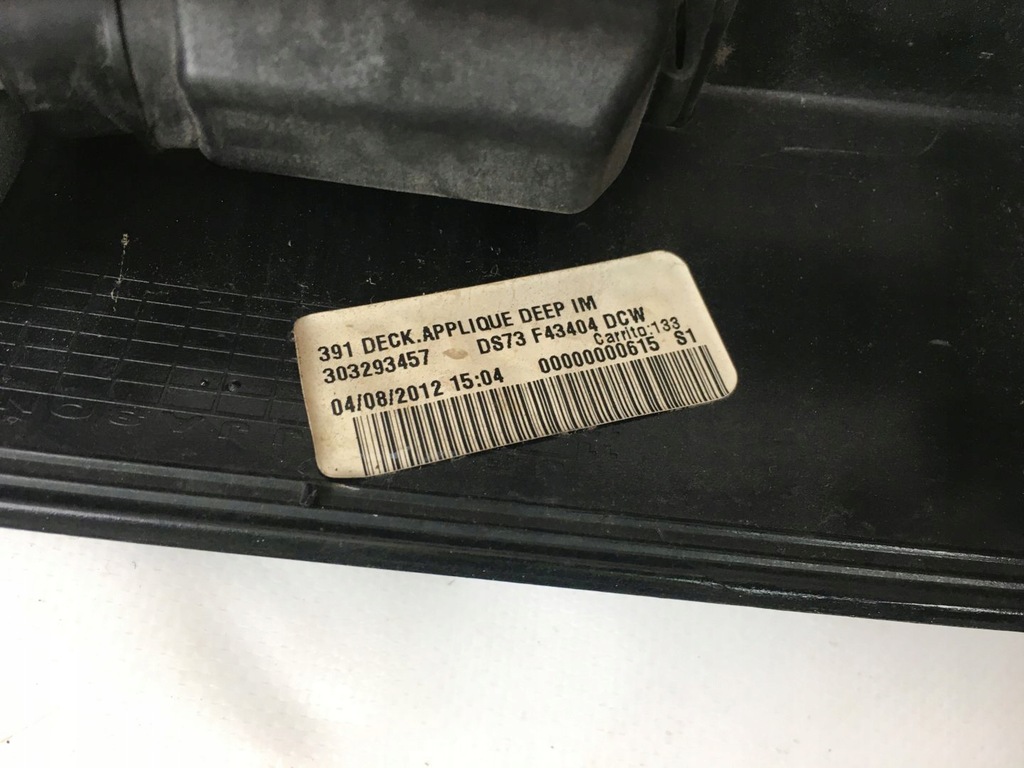 391 DECK.APPLIQUE DEEP IM
303293457 DS73 F43404 DCW
Carrito:133
04/08/2012 15:04 00000000615 S1